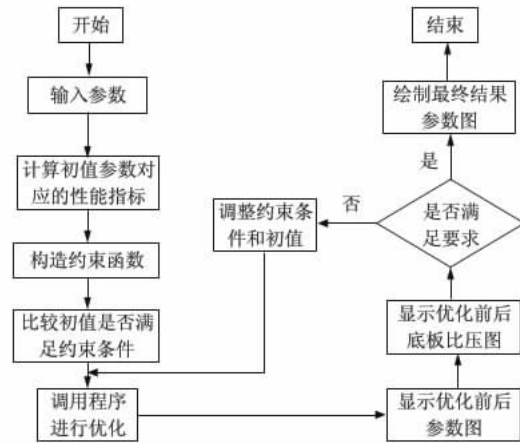 开始
输入参数
计算初值参数对
应的性能指标
构造约束函数
比较初值是否满
足约束条件
调用程序
进行优化
显示优化前后
参数图
显示优化前后
底板比压图
是否满
足要求
否
调整约束条
件和初值
是
绘制最终结果
参数图
结束